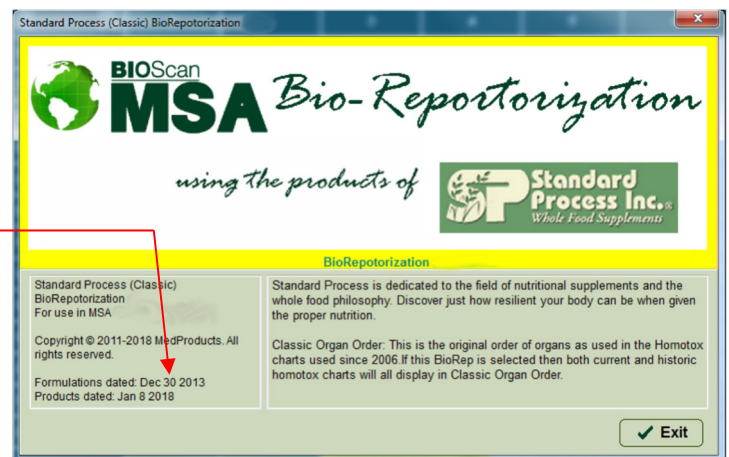 Standard Process (Classic) BioRepotorization
x
BIOScan
MSA
Bio-Reportorization
using the products of
SP
Standard
Process Inc.®
Whole Food Supplements
BioRepotorization
Standard Process (Classic)
BioRepotorization
For use in MSA
Copyright © 2011-2018 MedProducts. All
rights reserved.
Formulations dated: Dec 30 2013
Products dated: Jan 8 2018
Standard Process is dedicated to the field of nutritional supplements and the
whole food philosophy. Discover just how resilient your body can be when given
the proper nutrition.
Classic Organ Order: This is the original order of organs as used in the Homotox
charts used since 2006.If this BioRep is selected then both current and historic
homotox charts will all display in Classic Organ Order.
Exit